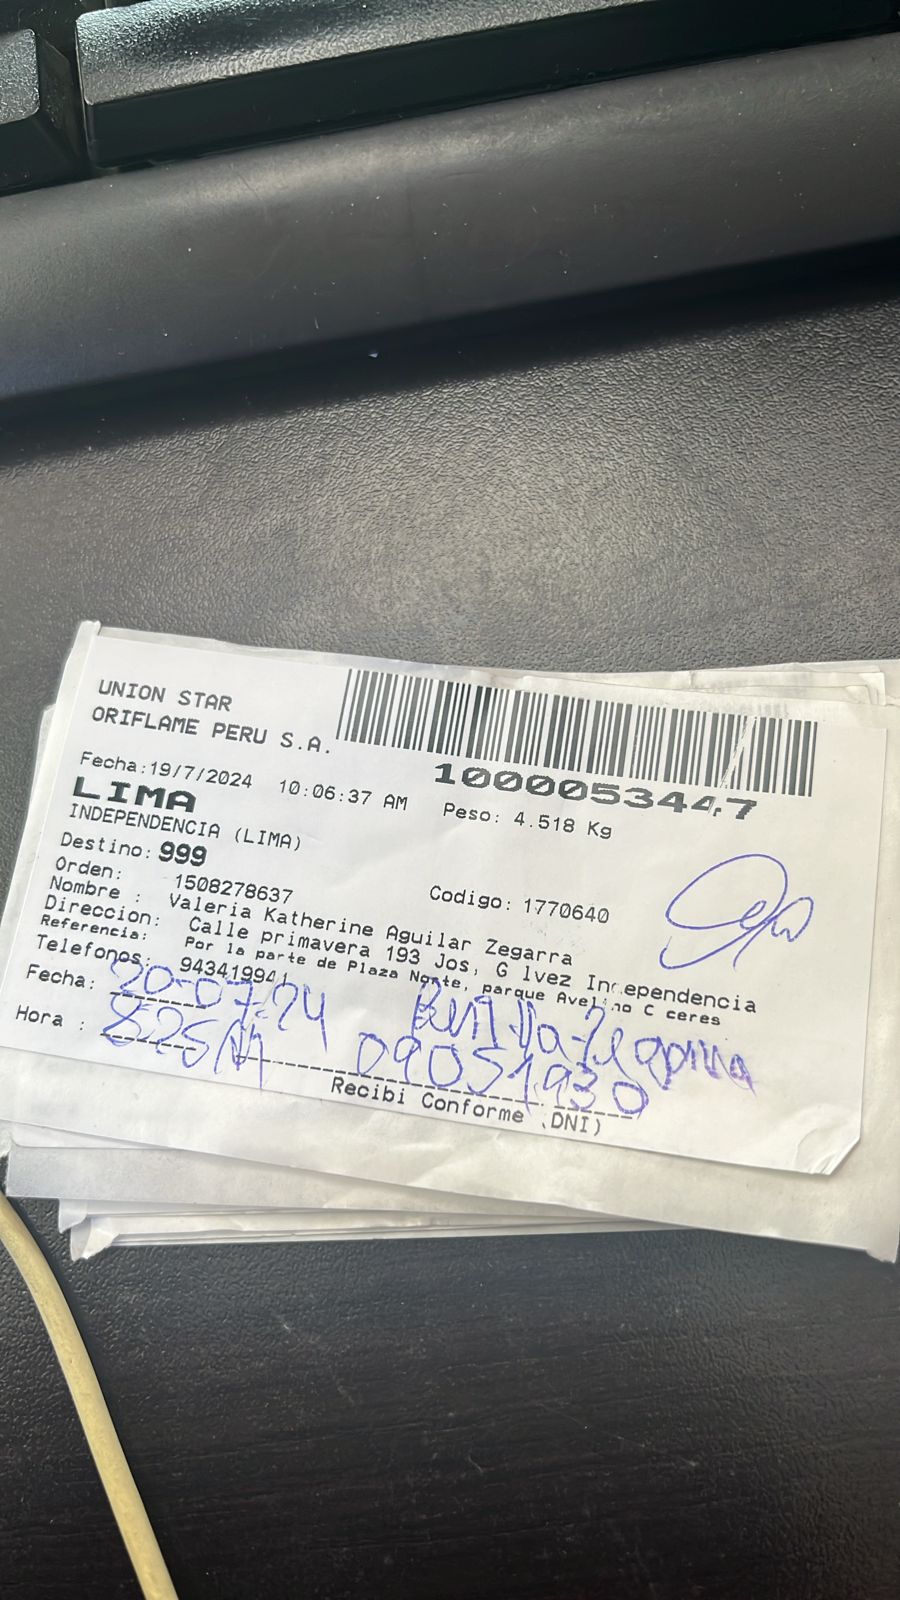 UNION STAR
ORIFLAME PERU S.A.
1000053447
Fecha:19/7/2024 10:06:37 AM Peso: 4.518 Kg
LIMA
INDEPENDENCIA (LIMA)
Destino: 999
Orden: 1508278637 Codigo: 1770640
Nombre : Valeria Katherine Aguilar Zegarra
Direccion: Calle primavera 193 Jos, G lvez Independencia
Referencia: Por la parte de Plaza Norte, parque Avelino C ceres
Telefonos: 943419941
Fecha: 20-07-24
Hora : 825 09051930
Recibi Conforme (DNI)